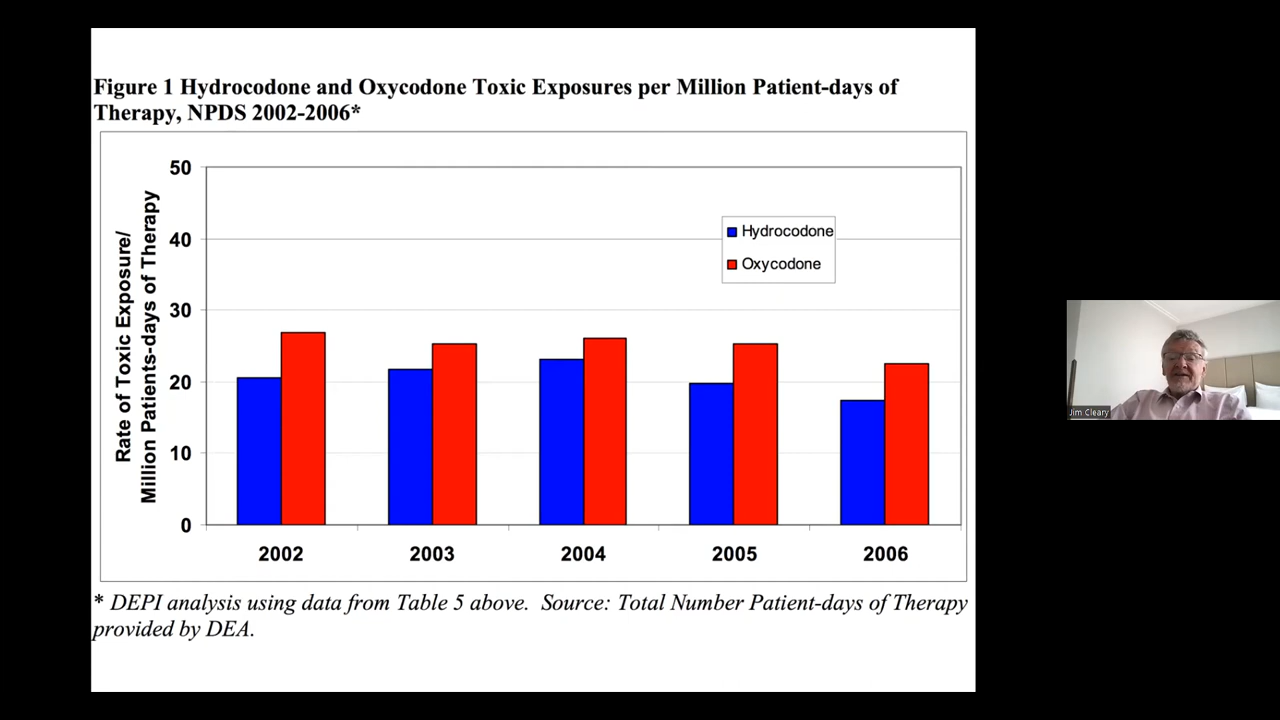 Figure 1 Hydrocodone and Oxycodone Toxic Exposures per Million Patient-days of
Therapy, NPDS 2002-2006*
Rate of Toxic Exposure/
Million Patients-days of Therapy
50
40
30
20
10
0
Hydrocodone
Oxycodone
2002
2003
2004
2005
2006
* DEPI analysis using data from Table 5 above. Source: Total Number Patient-days of Therapy
provided by DEA.
Jim Cleary